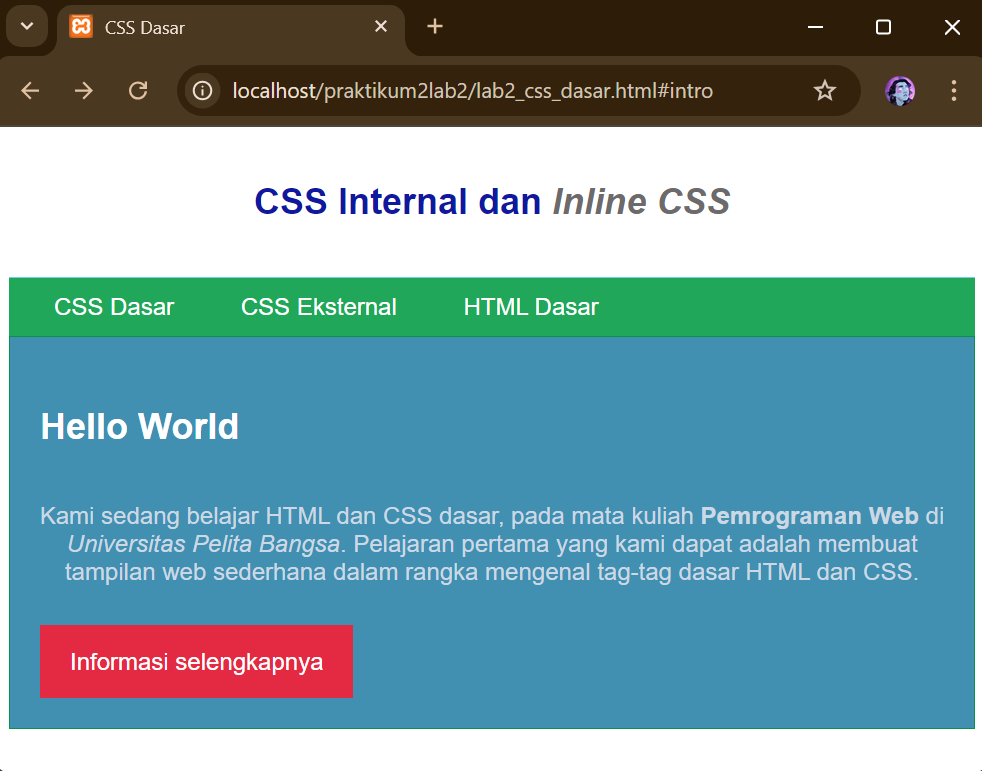 CSS Dasar
localhost/praktikum2lab2/lab2_css_dasar.html#intro
CSS Internal dan Inline CSS
CSS Dasar CSS Eksternal HTML Dasar
Hello World
Kami sedang belajar HTML dan CSS dasar, pada mata kuliah Pemrograman Web di
Universitas Pelita Bangsa. Pelajaran pertama yang kami dapat adalah membuat
tampilan web sederhana dalam rangka mengenal tag-tag dasar HTML dan CSS.
Informasi selengkapnya